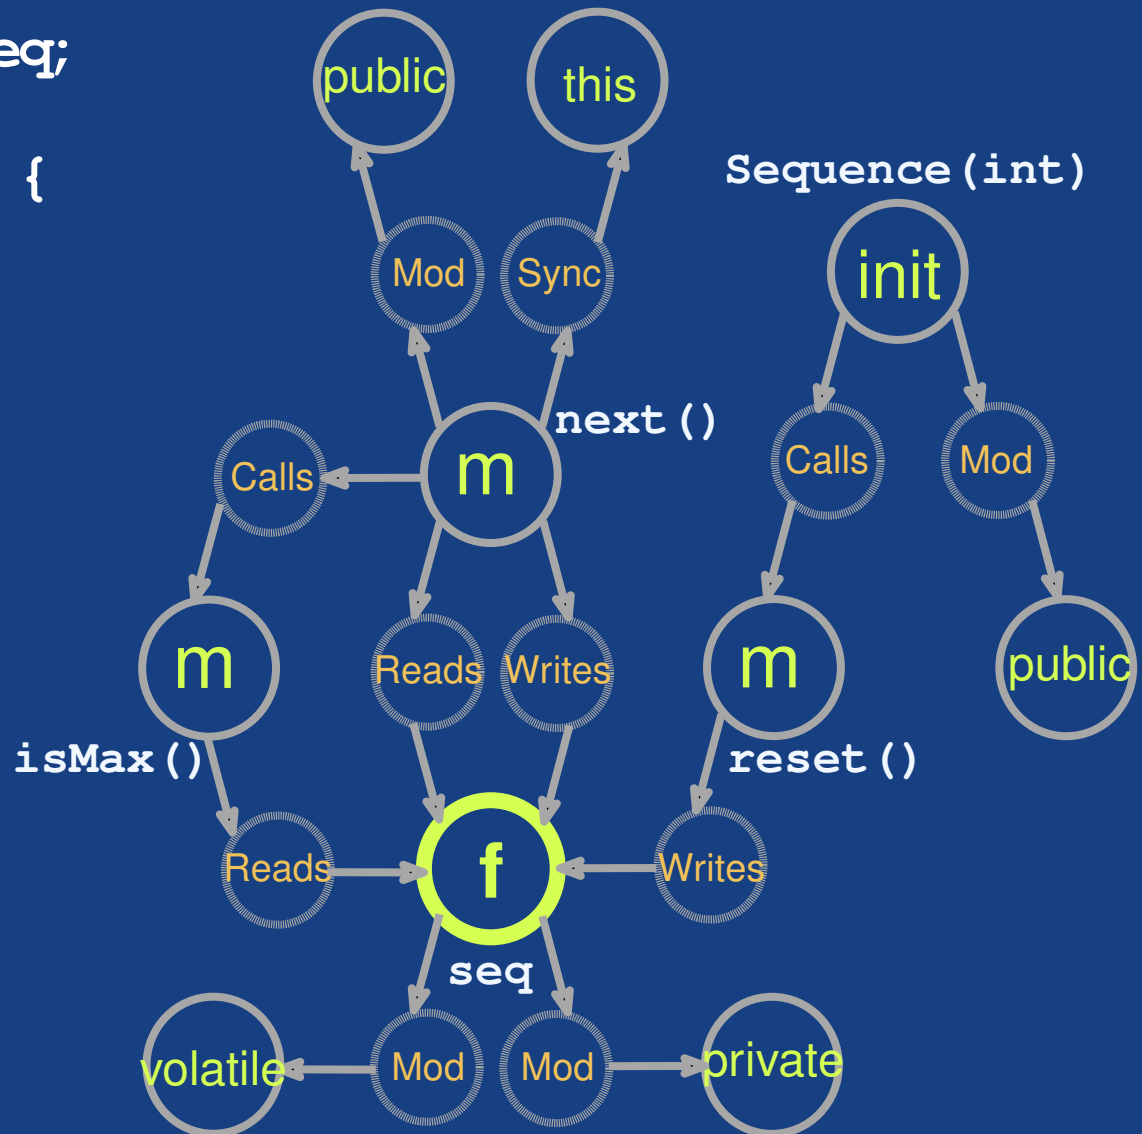 eq;
public
this
{
Sequence(int)
Mod
Sync
init
next()
Calls
m
Calls
Mod
m
Reads
Writes
m
public
isMax()
reset()
Reads
f
Writes
seq
volatile
Mod
Mod
private